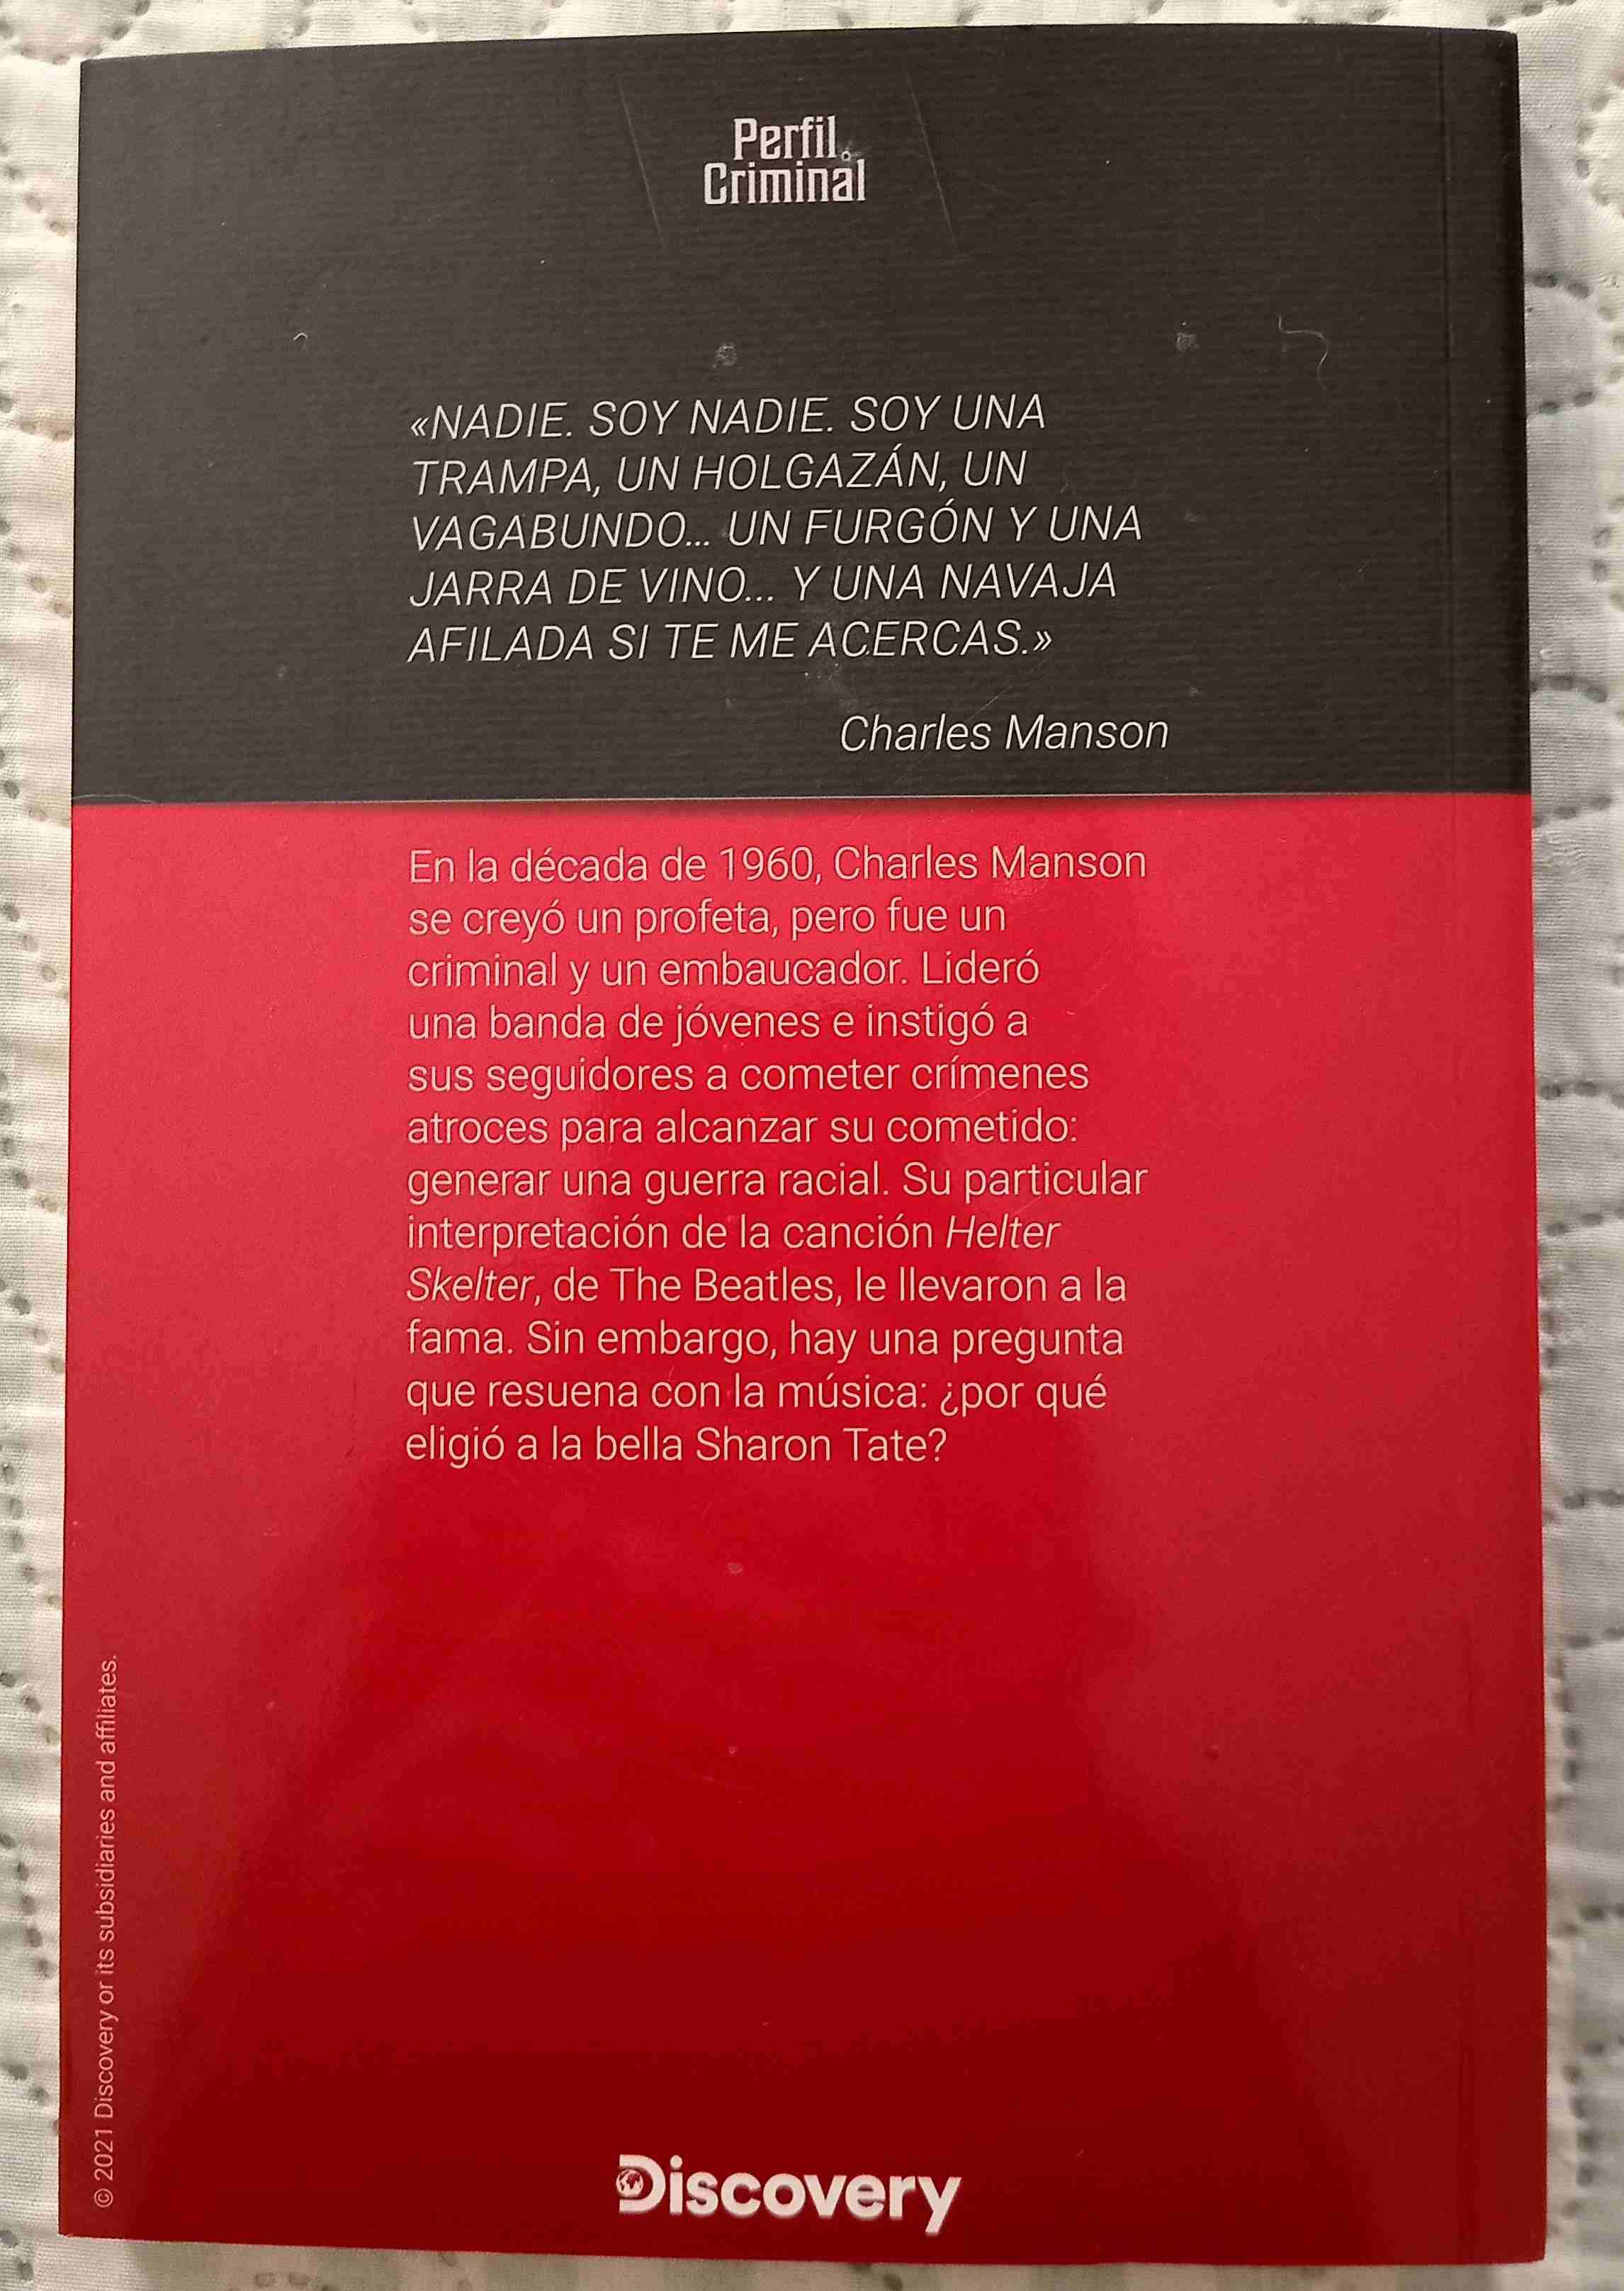 Perfil
Criminal
«NADIE. SOY NADIE. SOY UNA
TRAMPA, UN HOLGAZÁN, UN
VAGABUNDO... UN FURGÓN Y UNA
JARRA DE VINO... Y UNA NAVAJA
AFILADA SI TE ME ACERCAS.»
Charles Manson
En la década de 1960, Charles Manson
se creyó un profeta, pero fue un
criminal y un embaucador. Lideró
una banda de jóvenes e instigó a
sus seguidores a cometer crímenes
atroces para alcanzar su cometido:
generar una guerra racial. Su particular
interpretación de la canción Helter
Skelter, de The Beatles, le llevaron a la
fama. Sin embargo, hay una pregunta
que resuena con la música: ¿por qué
eligió a la bella Sharon Tate?
© 2021 Discovery or its subsidiaries and affiliates.
Discovery